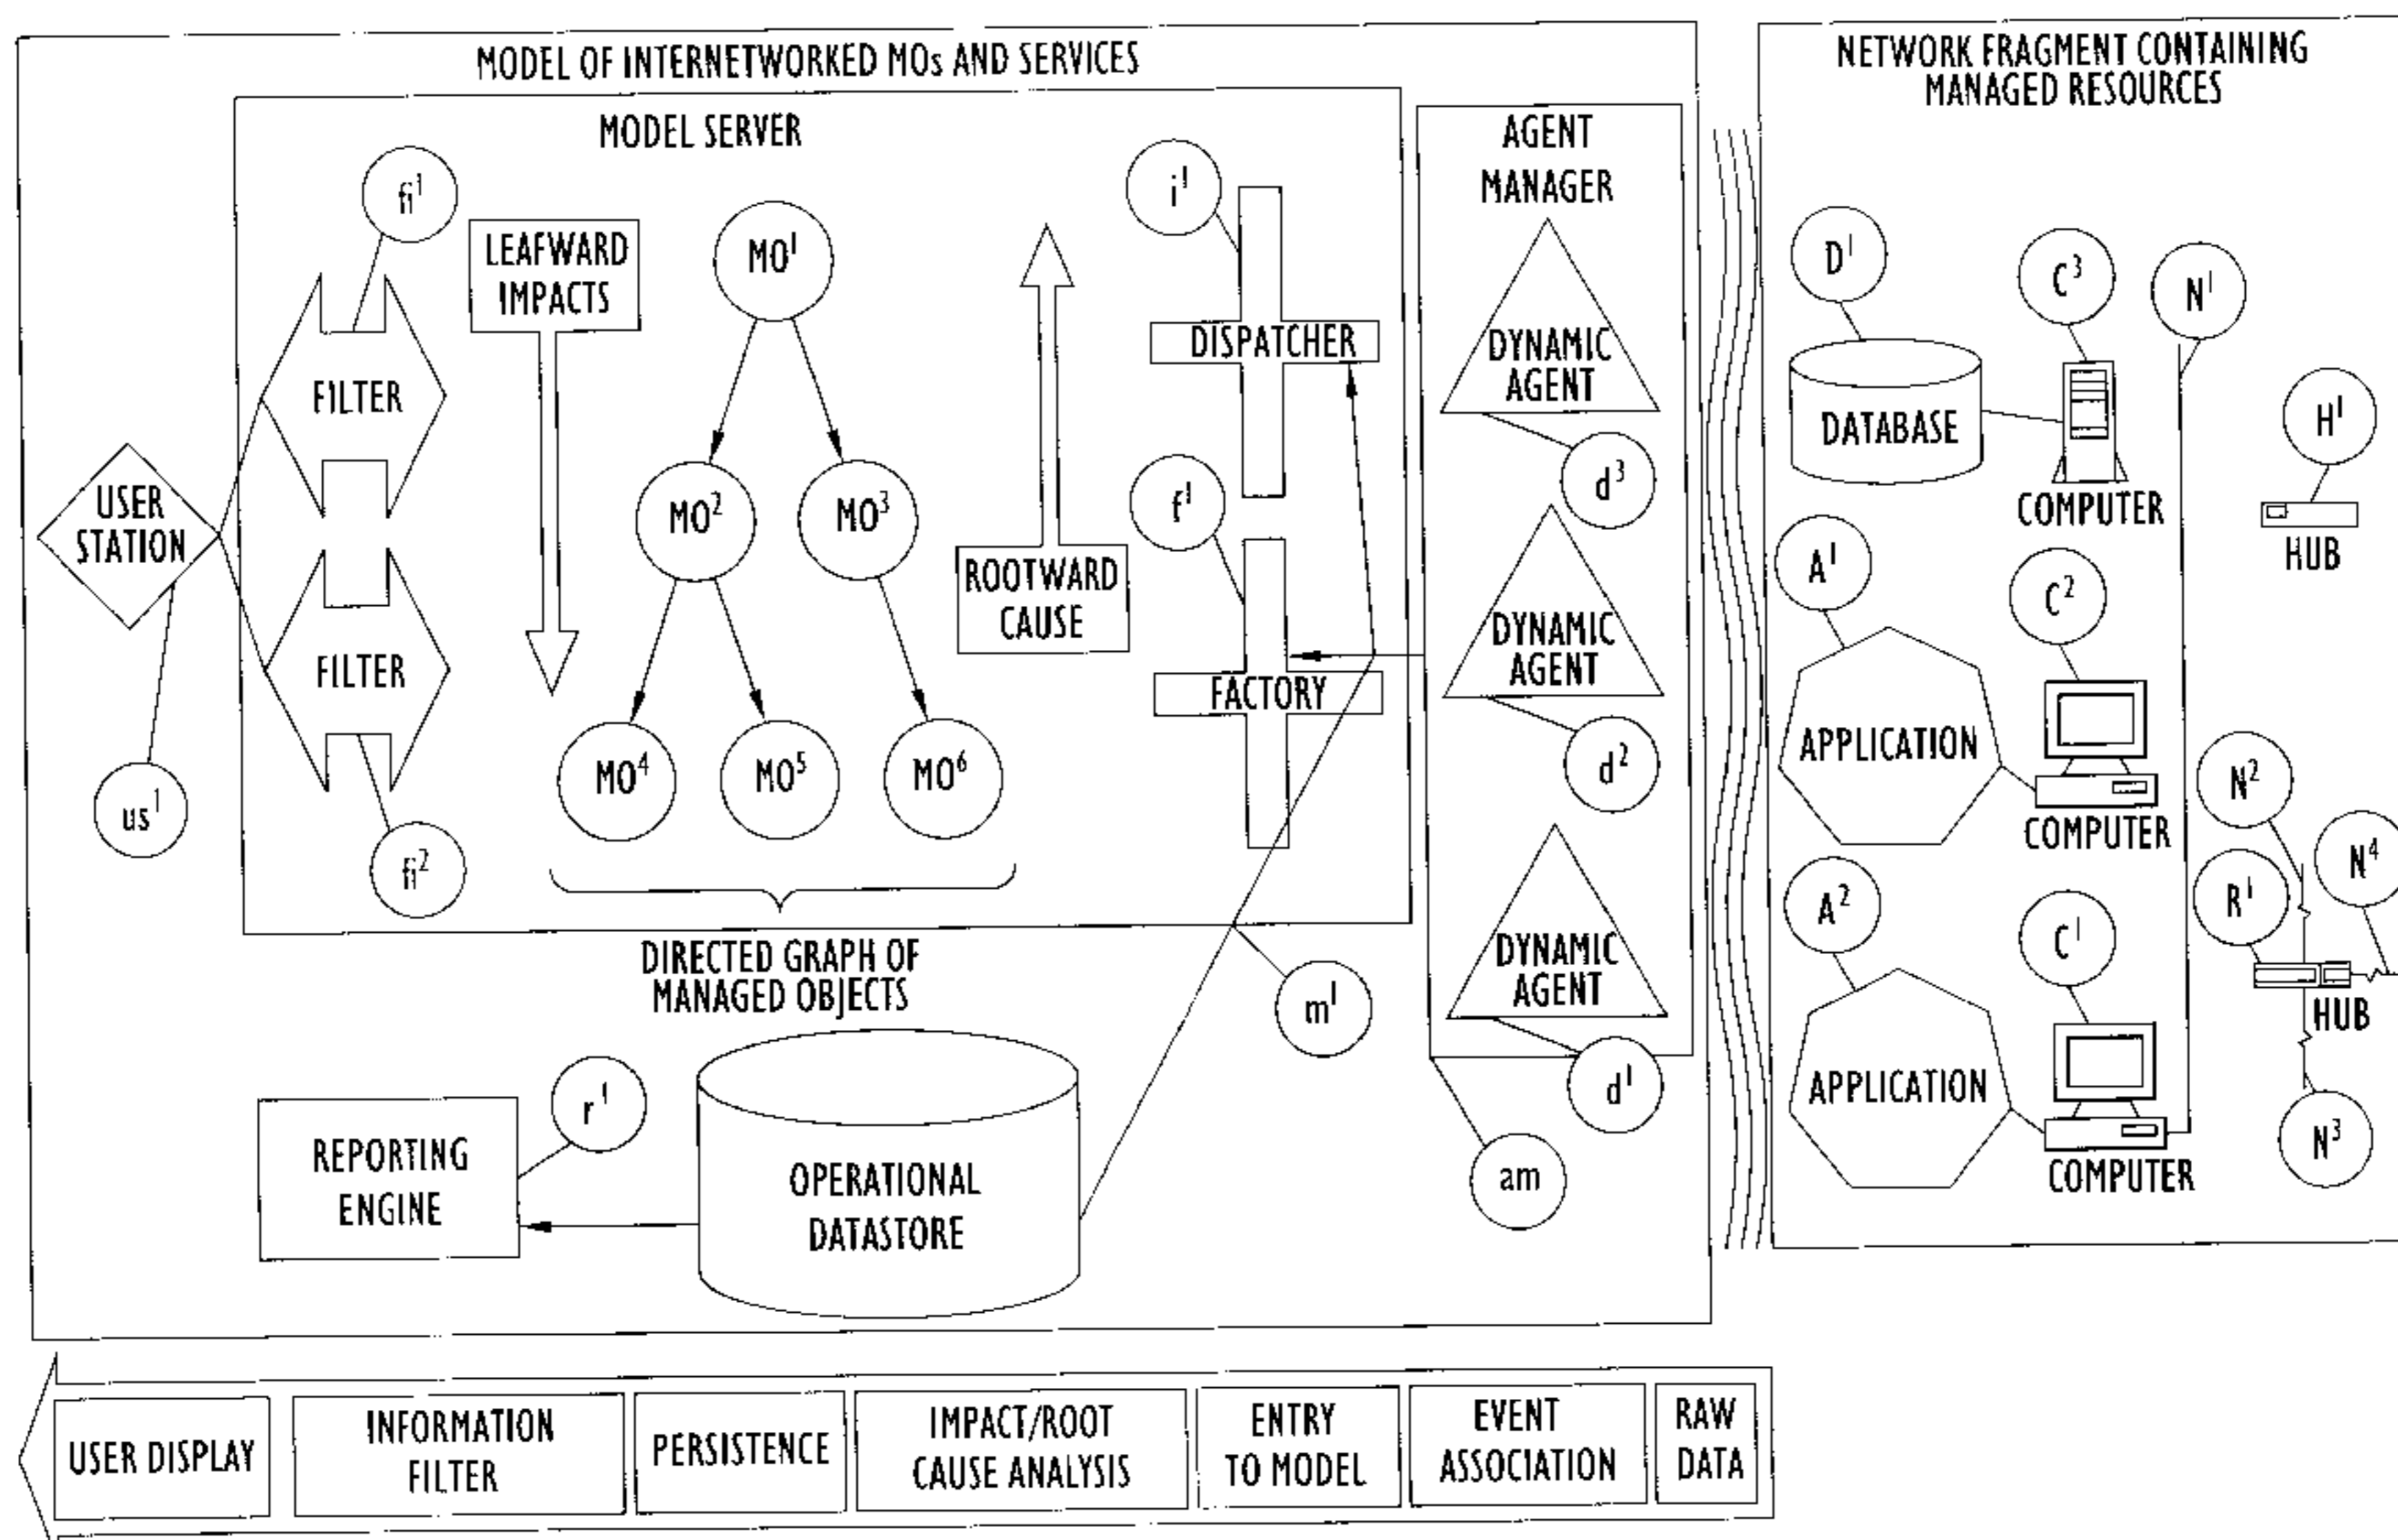 MODEL OF INTERNETWORKED MOs AND SERVICES
MODEL SERVER
fi¹
LEAFWARD
IMPACTS
MO¹
i¹
DISPATCHER
FILTER
USER
STATION
MO²
MO³
f¹
ROOTWARD
CAUSE
FILTER
FACTORY
us¹
MO⁴
MO⁵
MO⁶
fi²
DIRECTED GRAPH OF
MANAGED OBJECTS
m¹
r¹
REPORTING
ENGINE
OPERATIONAL
DATASTORE
AGENT
MANAGER
DYNAMIC
AGENT
d³
DYNAMIC
AGENT
d²
DYNAMIC
AGENT
d¹
am
NETWORK FRAGMENT CONTAINING
MANAGED RESOURCES
D¹
C³
N¹
DATABASE
H¹
COMPUTER
HUB
A¹
C²
APPLICATION
N²
COMPUTER
N⁴
A²
R¹
C¹
HUB
APPLICATION
N³
COMPUTER
USER DISPLAY
INFORMATION
FILTER
PERSISTENCE
IMPACT/ROOT
CAUSE ANALYSIS
ENTRY
TO MODEL
EVENT
ASSOCIATION
RAW
DATA